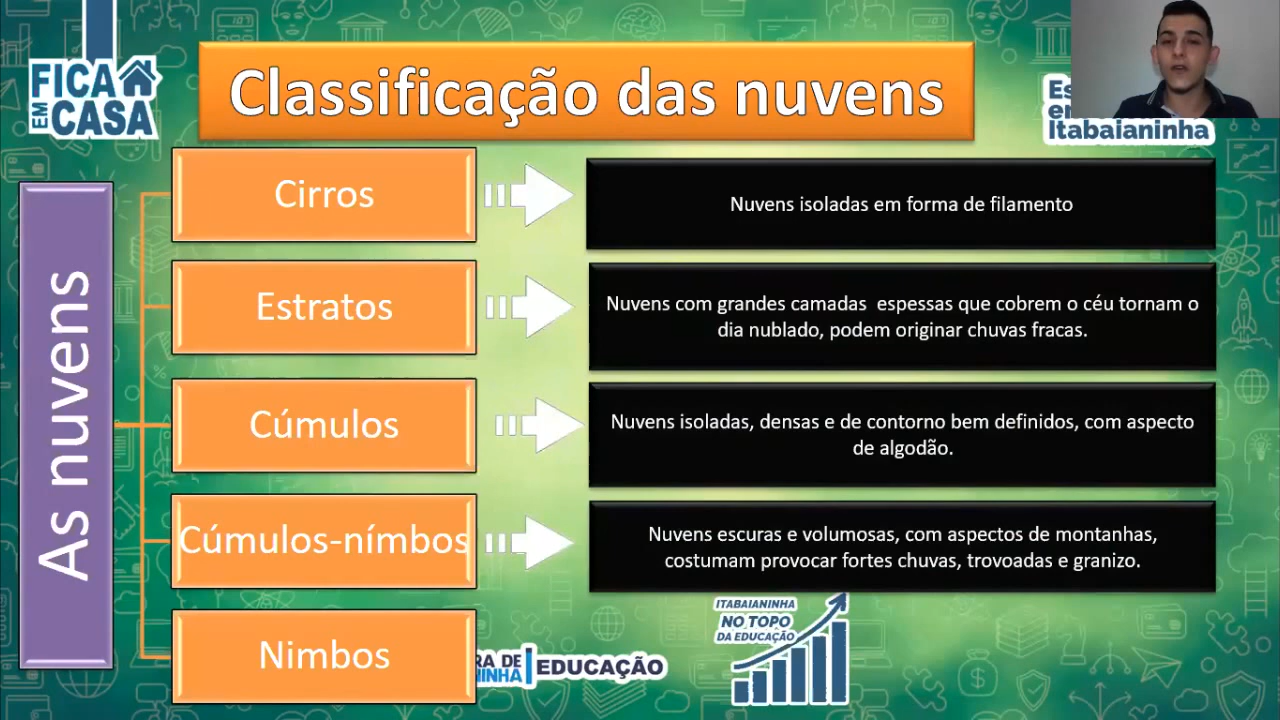 FICA
EM
CASA
Classificação das nuvens
Itabaianinha
As nuvens
Cirros
Nuvens isoladas em forma de filamento
Estratos
Nuvens com grandes camadas  espessas que cobrem o céu tornam o
dia nublado, podem originar chuvas fracas.
Cúmulos
Nuvens isoladas, densas e de contorno bem definidos, com aspecto
de algodão.
Cúmulos-nímbos
Nuvens escuras e volumosas, com aspectos de montanhas,
costumam provocar fortes chuvas, trovoadas e granizo.
Nimbos
RA DE
INHA
EDUCAÇÃO
ITABAIANINHA
NO TOPO
DA EDUCAÇÃO